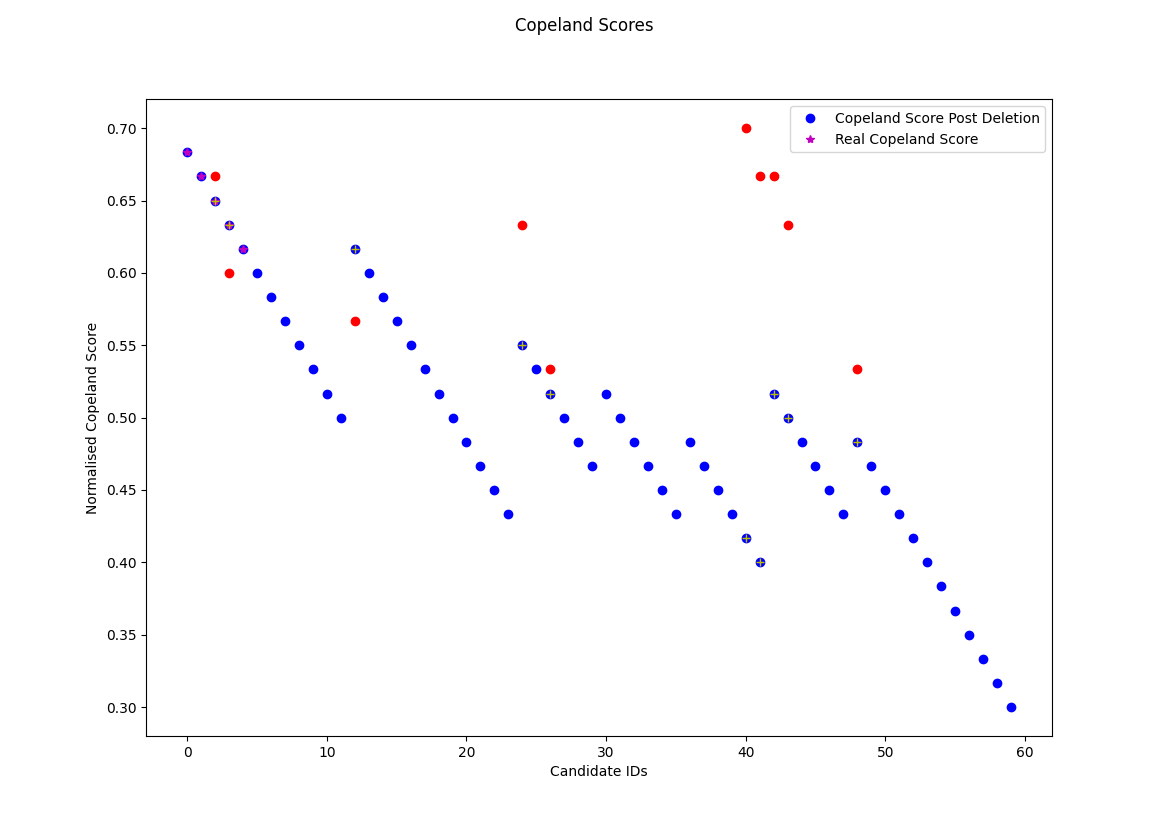 Copeland Scores
Copeland Score Post Deletion
Real Copeland Score
Normalised Copeland Score
0.70
0.65
0.60
0.55
0.50
0.45
0.40
0.35
0.30
0 10 20 30 40 50 60
Candidate IDs